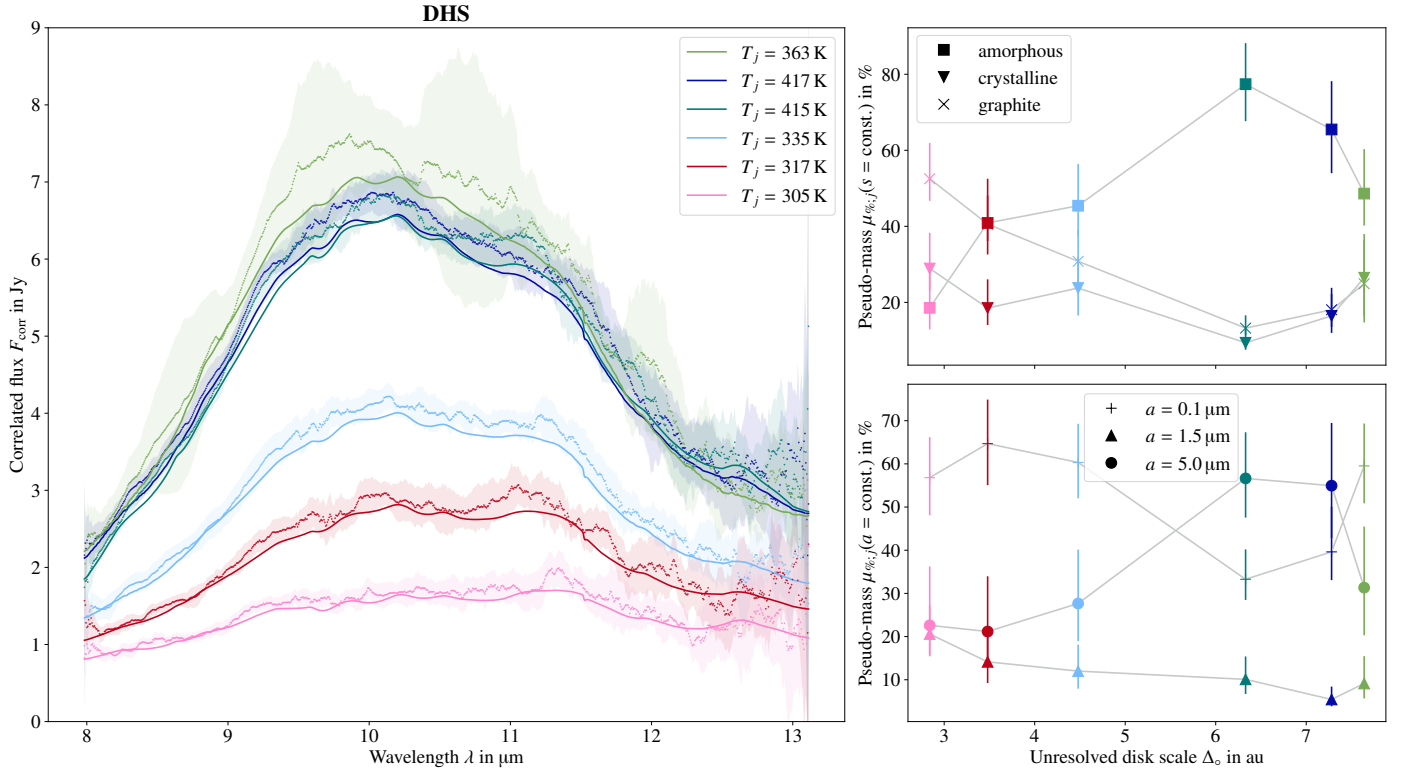 DHS
Correlated flux F_corr in Jy
9
8
7
6
5
4
3
2
1
0
8
9
10
11
12
13
Wavelength λ in µm
T_j = 363 K
T_j = 417 K
T_j = 415 K
T_j = 335 K
T_j = 317 K
T_j = 305 K
Pseudo-mass µ_%;j(s = const.) in %
80
60
40
20
amorphous
crystalline
graphite
Pseudo-mass µ_%;j(a = const.) in %
70
60
50
40
30
20
10
a = 0.1 µm
a = 1.5 µm
a = 5.0 µm
3
4
5
6
7
Unresolved disk scale Δ_∘ in au